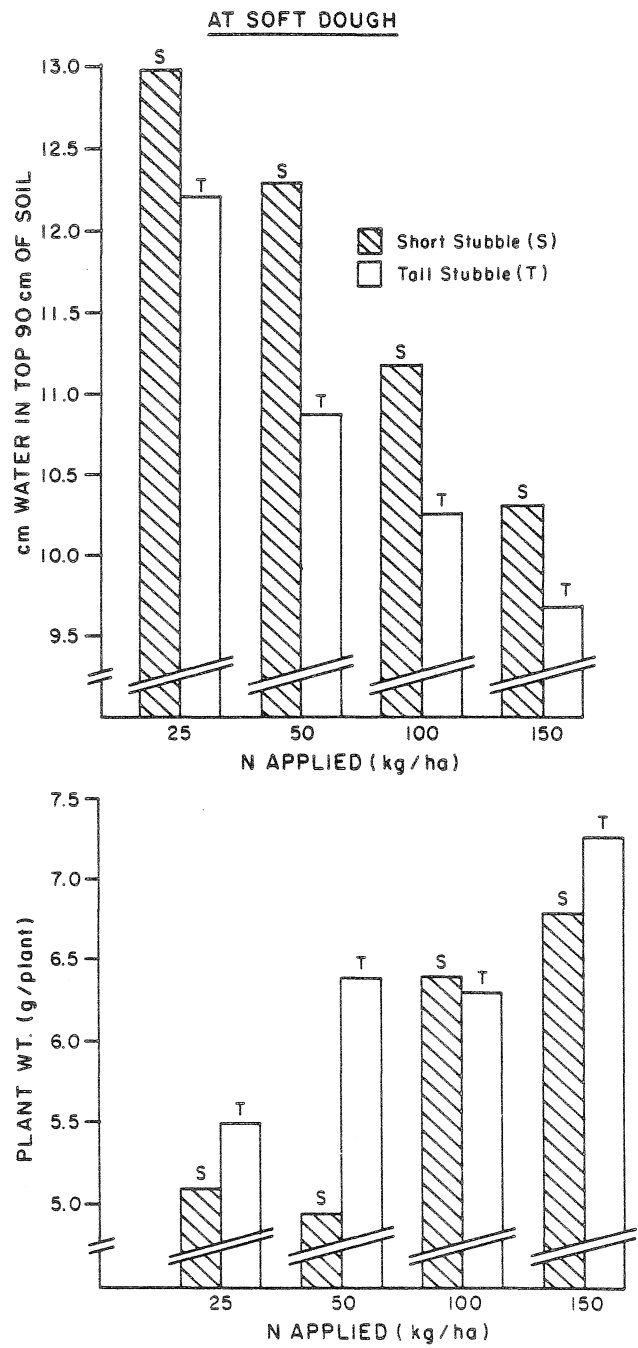 AT SOFT DOUGH
cm WATER IN TOP 90 cm OF SOIL
13.0
12.5
12.0
11.5
11.0
10.5
10.0
9.5
S
T
S
T
S
T
S
T
Short Stubble (S)
Tall Stubble (T)
25 50 100 150
N APPLIED (kg/ha)
PLANT WT. (g/plant)
7.5
7.0
6.5
6.0
5.5
5.0
S
T
S
T
S
T
S
T
25 50 100 150
N APPLIED (kg/ha)